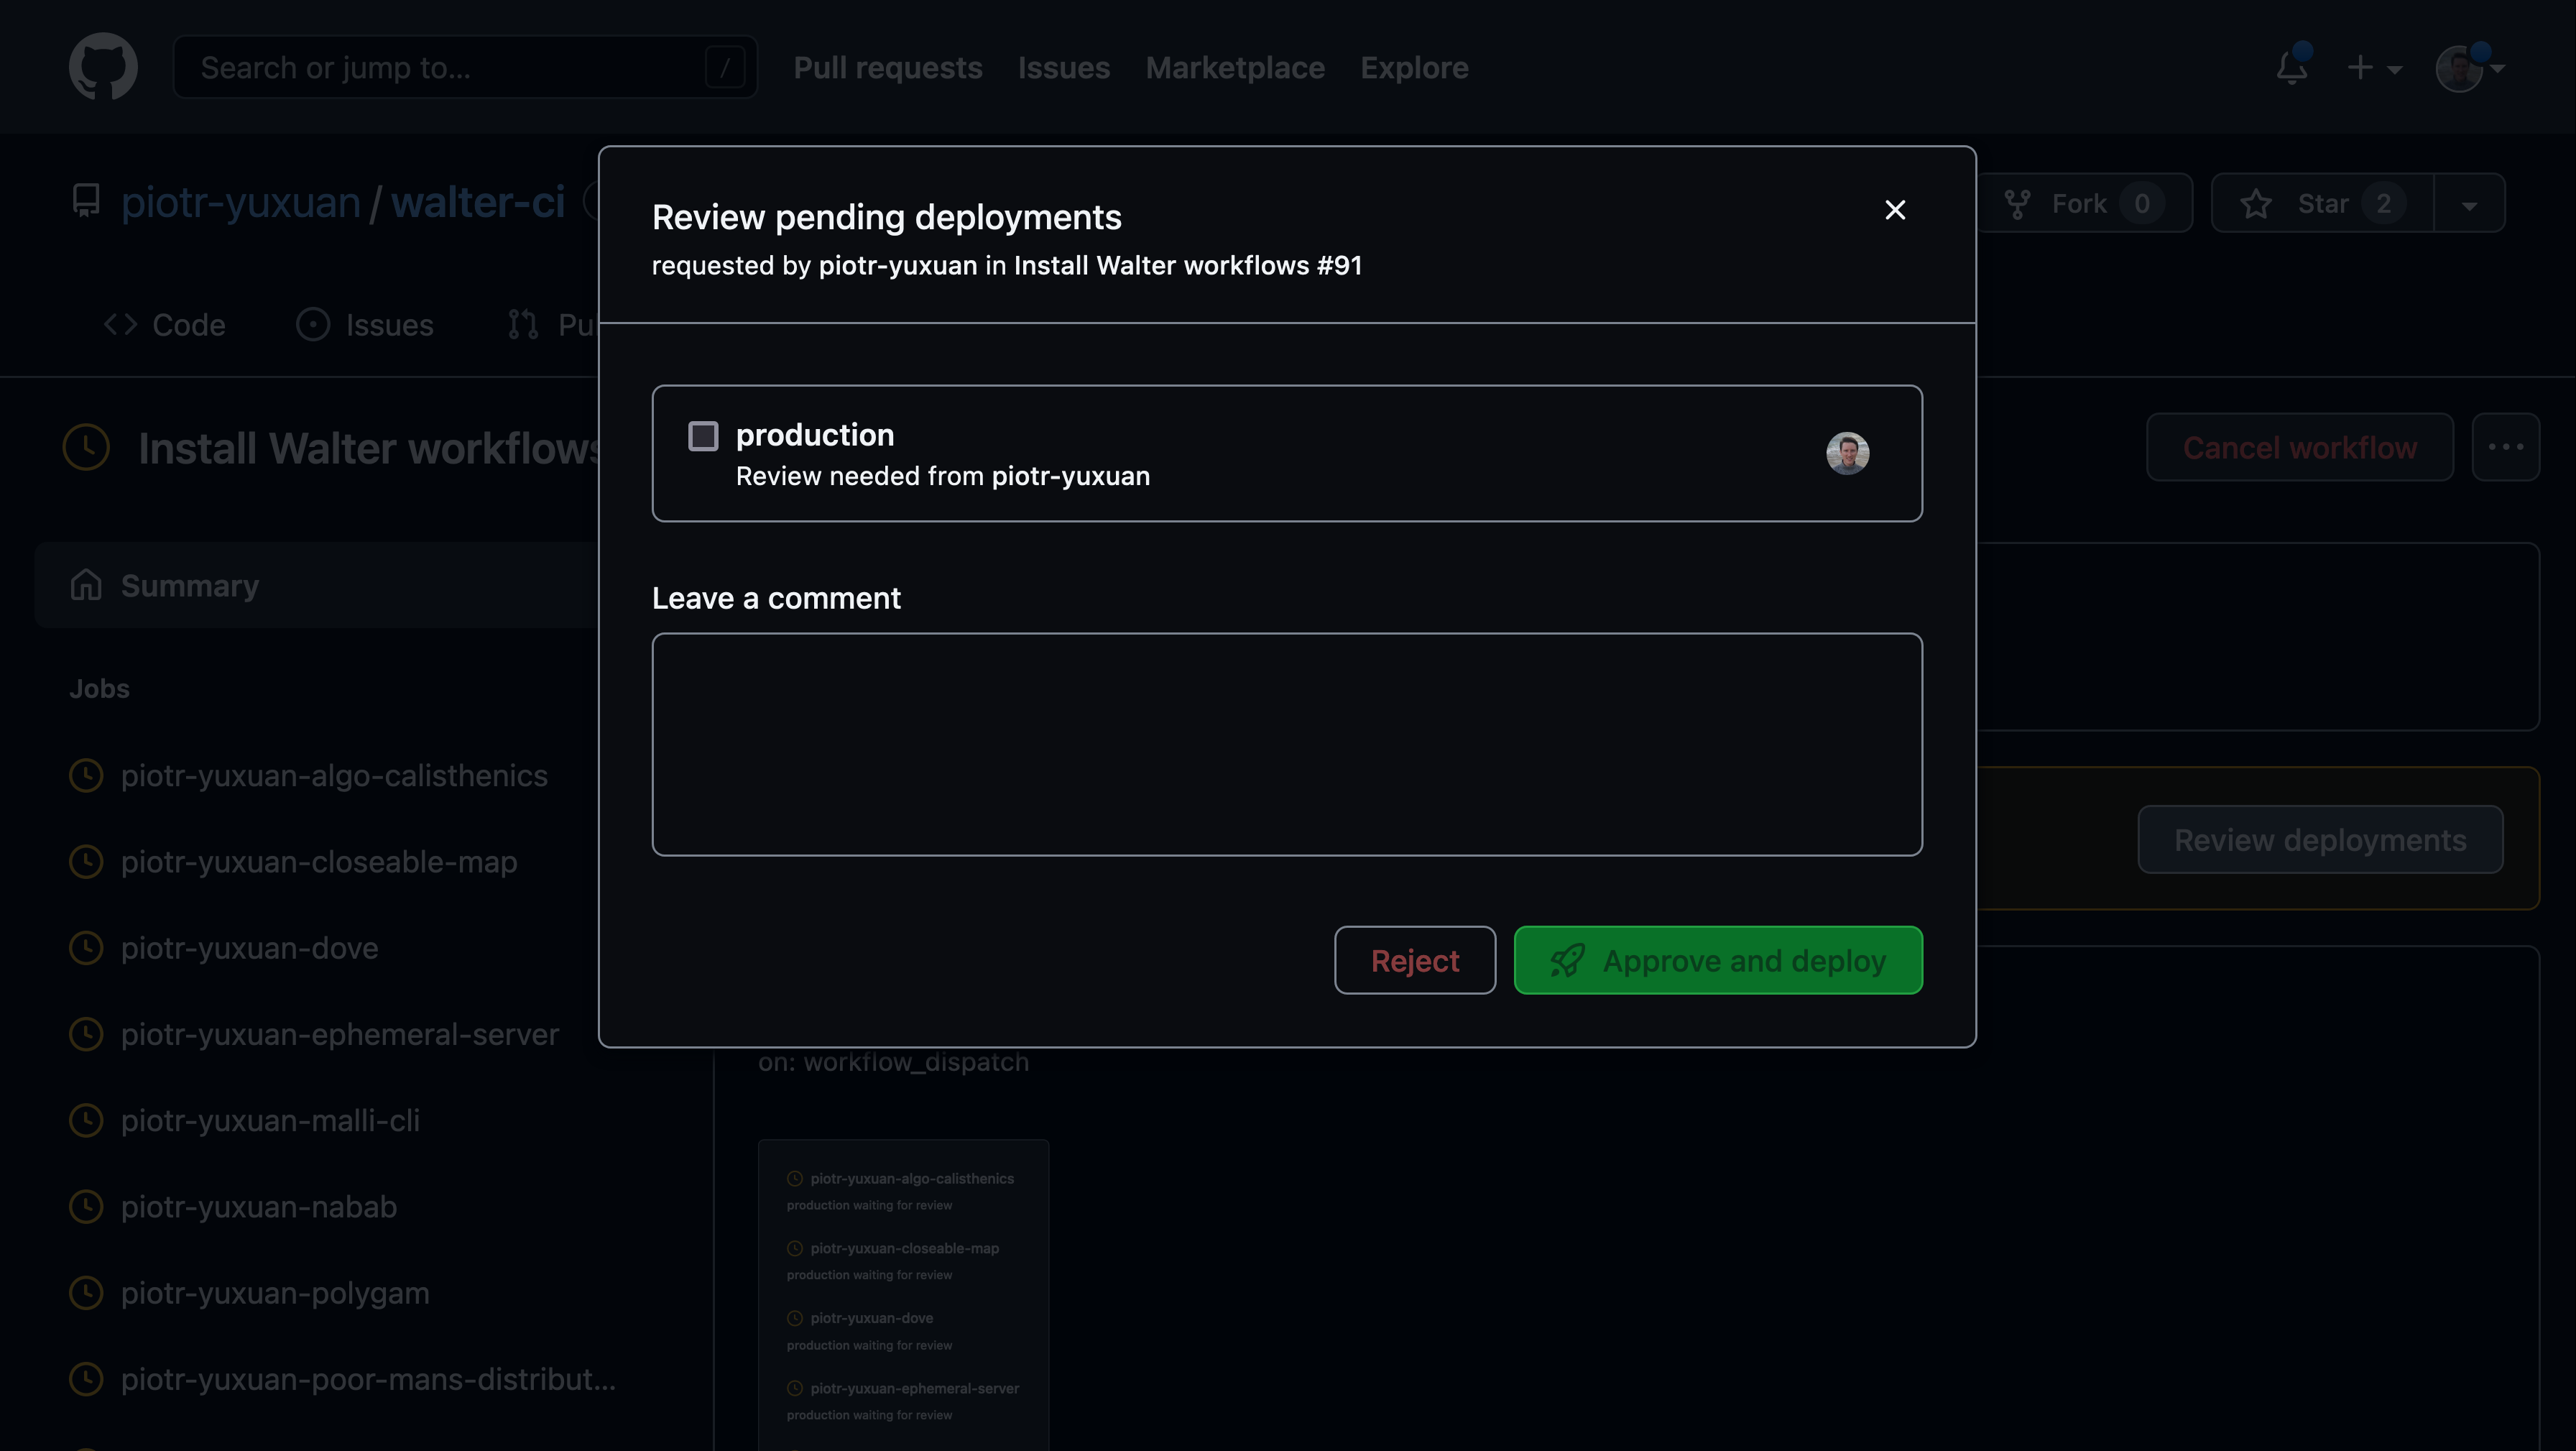 Search or jump to...
/
Pull requests
Issues
Marketplace
Explore
piotr-yuxuan / walter-ci
Fork 0
Star 2
Code
Issues
Pu
Install Walter workflows
Cancel workflow
Summary
Jobs
piotr-yuxuan-algo-calisthenics
piotr-yuxuan-closeable-map
piotr-yuxuan-dove
piotr-yuxuan-ephemeral-server
piotr-yuxuan-malli-cli
piotr-yuxuan-nabab
piotr-yuxuan-polygam
piotr-yuxuan-poor-mans-distribut...
Review pending deployments
requested by piotr-yuxuan in Install Walter workflows #91
production
Review needed from piotr-yuxuan
Leave a comment
Reject
Approve and deploy
Review deployments
on: workflow_dispatch
piotr-yuxuan-algo-calisthenics
production waiting for review
piotr-yuxuan-closeable-map
production waiting for review
piotr-yuxuan-dove
production waiting for review
piotr-yuxuan-ephemeral-server
production waiting for review